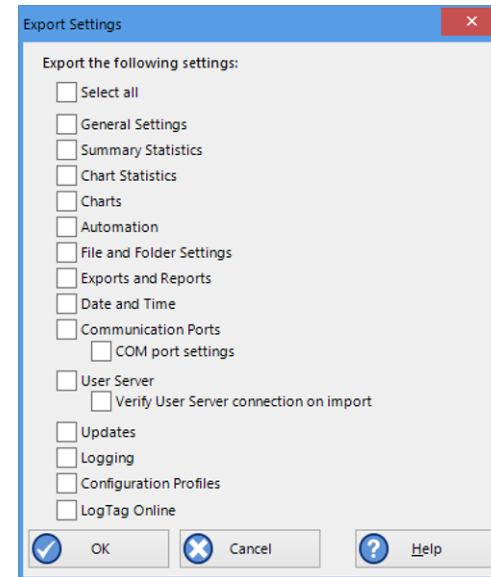 Export Settings
Export the following settings:
Select all
General Settings
Summary Statistics
Chart Statistics
Charts
Automation
File and Folder Settings
Exports and Reports
Date and Time
Communication Ports
COM port settings
User Server
Verify User Server connection on import
Updates
Logging
Configuration Profiles
LogTag Online
OK Cancel Help